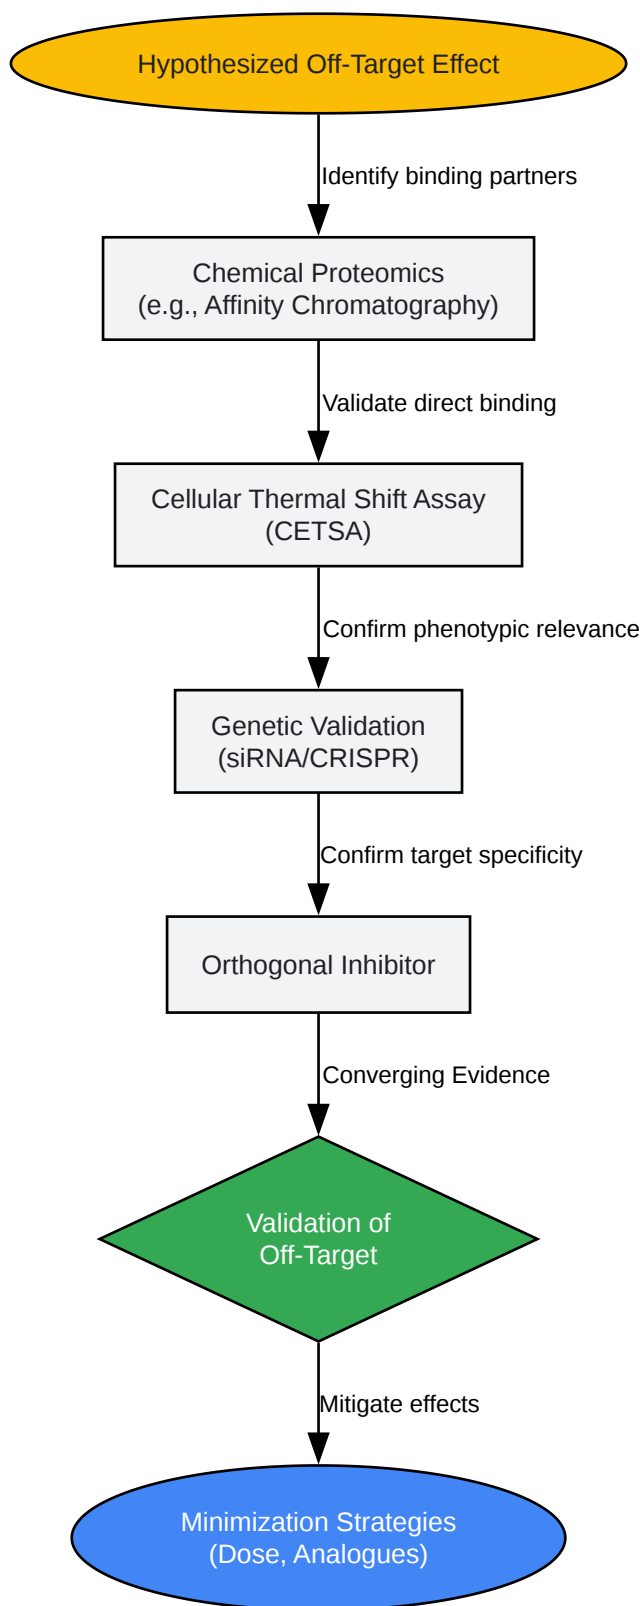 Hypothesized Off-Target Effect
Identify binding partners
Chemical Proteomics
(e.g., Affinity Chromatography)
Validate direct binding
Cellular Thermal Shift Assay
(CETSA)
Confirm phenotypic relevance
Genetic Validation
(siRNA/CRISPR)
Confirm target specificity
Orthogonal Inhibitor
Converging Evidence
Validation of
Off-Target
Mitigate effects
Minimization Strategies
(Dose, Analogues)